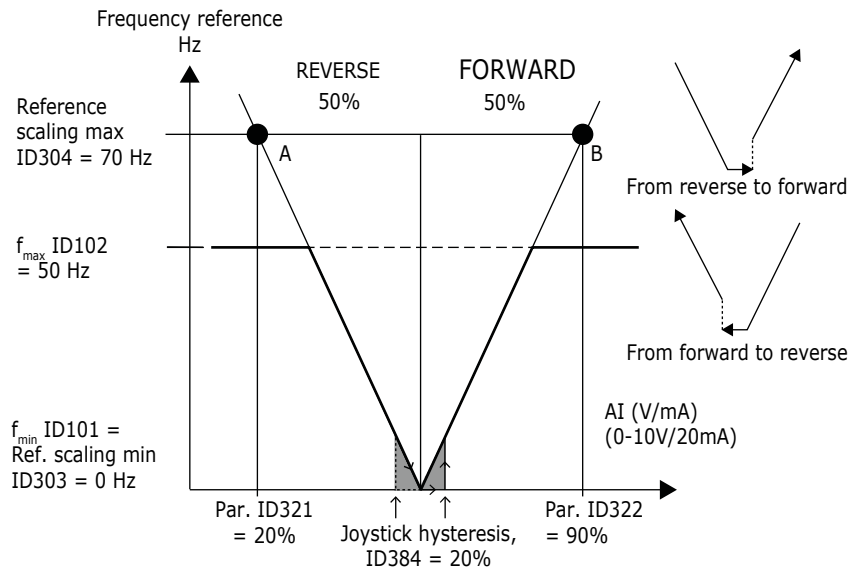 Frequency reference
Hz
REVERSE
50%
FORWARD
50%
Reference
scaling max
ID304 = 70 Hz
A
B
From reverse to forward
fmax ID102
= 50 Hz
From forward to reverse
AI (V/mA)
(0-10V/20mA)
fmin ID101 =
Ref. scaling min
ID303 = 0 Hz
Par. ID321
= 20%
Joystick hysteresis,
ID384 = 20%
Par. ID322
= 90%